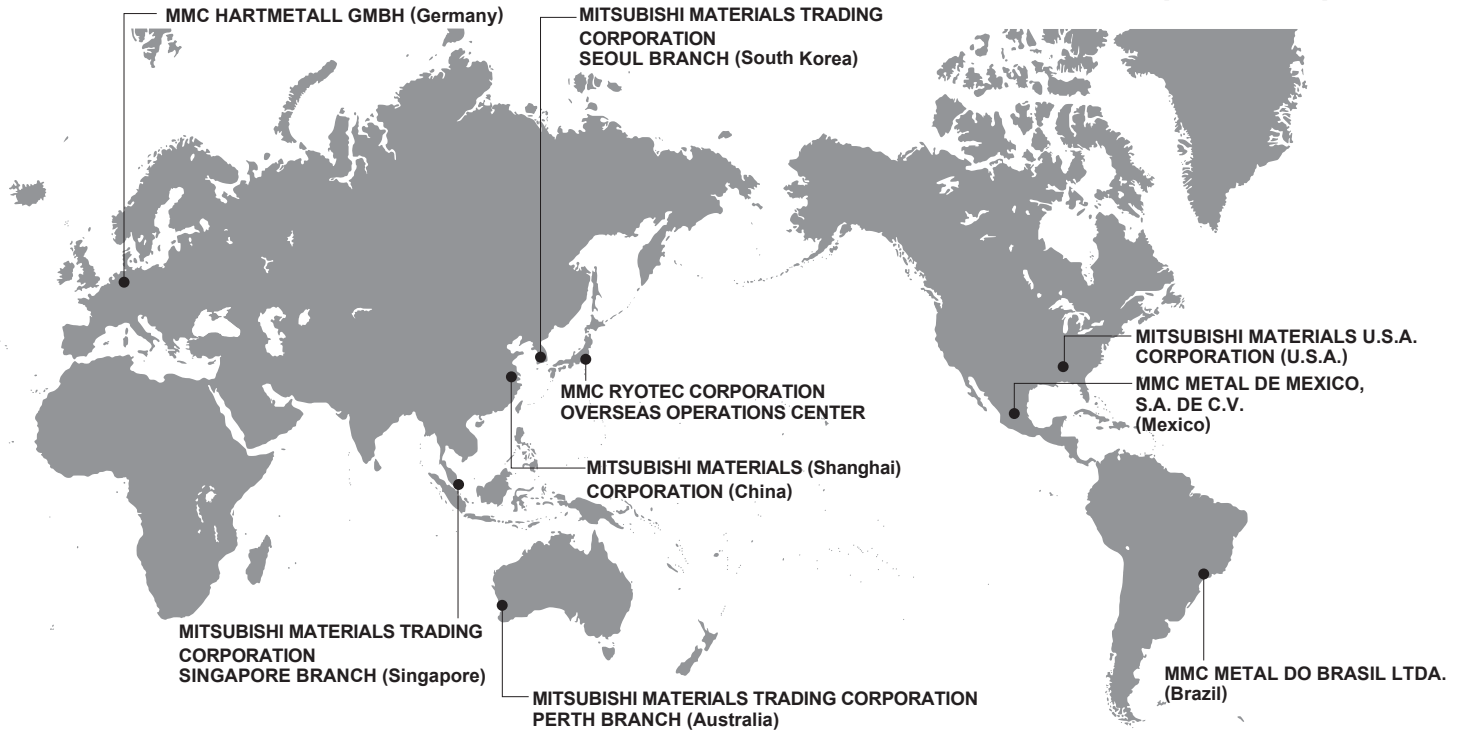 MMC HARTMETALL GMBH (Germany)
MITSUBISHI MATERIALS TRADING
CORPORATION
SEOUL BRANCH (South Korea)
MITSUBISHI MATERIALS U.S.A.
CORPORATION (U.S.A.)
MMC METAL DE MEXICO,
S.A. DE C.V.
(Mexico)
MMC RYOTEC CORPORATION
OVERSEAS OPERATIONS CENTER
MITSUBISHI MATERIALS (Shanghai)
CORPORATION (China)
MITSUBISHI MATERIALS TRADING
CORPORATION
SINGAPORE BRANCH (Singapore)
MITSUBISHI MATERIALS TRADING CORPORATION
PERTH BRANCH (Australia)
MMC METAL DO BRASIL LTDA.
(Brazil)